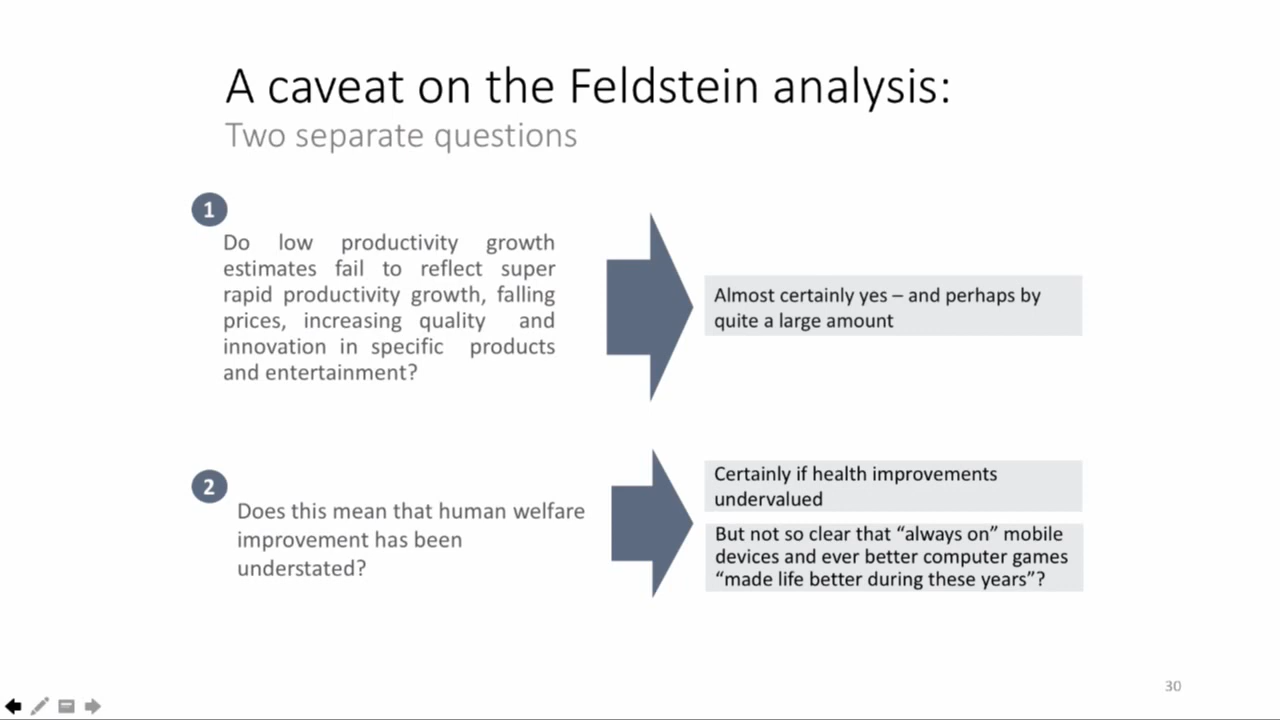 A caveat on the Feldstein analysis:
Two separate questions
1
Do low productivity growth
estimates fail to reflect super
rapid productivity growth, falling
prices, increasing quality and
innovation in specific products
and entertainment?
Almost certainly yes – and perhaps by
quite a large amount
2
Does this mean that human welfare
improvement has been
understated?
Certainly if health improvements
undervalued
But not so clear that “always on” mobile
devices and ever better computer games
“made life better during these years”?
30